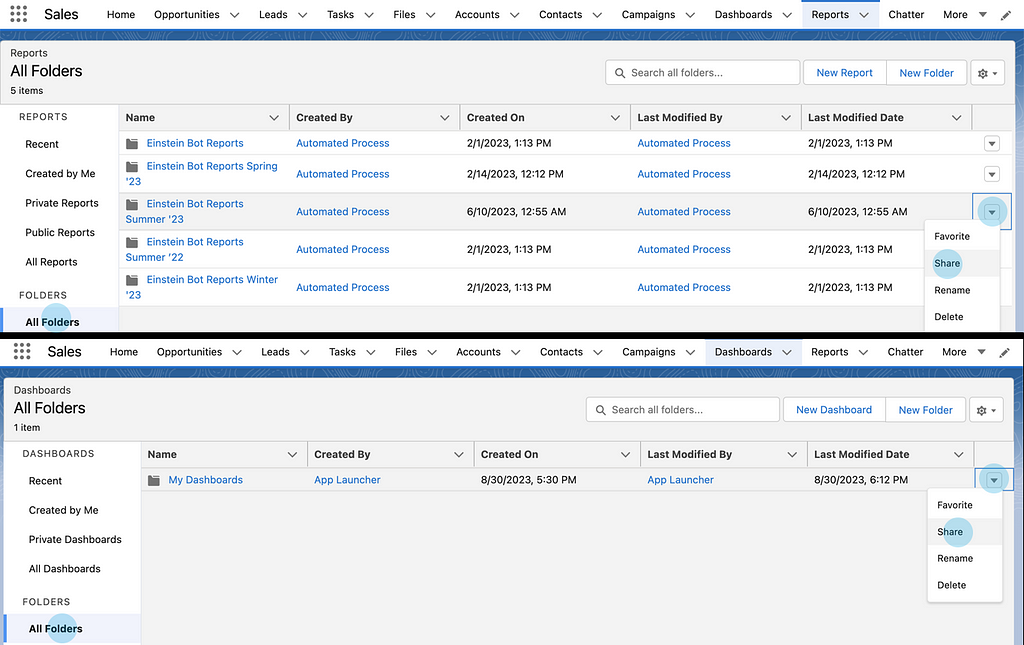 Sales Home Opportunities Leads Tasks Files Accounts Contacts Campaigns Dashboards Reports Chatter More
Reports
All Folders
5 items
Search all folders...
New Report
New Folder
REPORTS
Recent
Created by Me
Private Reports
Public Reports
All Reports
FOLDERS
All Folders
Name Created By Created On Last Modified By Last Modified Date
Einstein Bot Reports Automated Process 2/1/2023, 1:13 PM Automated Process 2/1/2023, 1:13 PM
Einstein Bot Reports Spring
'23 Automated Process 2/14/2023, 12:12 PM Automated Process 2/14/2023, 12:12 PM
Einstein Bot Reports
Summer '23 Automated Process 6/10/2023, 12:55 AM Automated Process 6/10/2023, 12:55 AM
Einstein Bot Reports
Summer '22 Automated Process 2/1/2023, 1:13 PM Automated Process 2/1/2023, 1:13 PM
Einstein Bot Reports Winter
'23 Automated Process 2/1/2023, 1:13 PM Automated Process 2/1/2023, 1:13 PM
Favorite
Share
Rename
Delete
Sales Home Opportunities Leads Tasks Files Accounts Contacts Campaigns Dashboards Reports Chatter More
Dashboards
All Folders
1 item
Search all folders...
New Dashboard
New Folder
DASHBOARDS
Recent
Created by Me
Private Dashboards
All Dashboards
FOLDERS
All Folders
Name Created By Created On Last Modified By Last Modified Date
My Dashboards App Launcher 8/30/2023, 5:30 PM App Launcher 8/30/2023, 6:12 PM
Favorite
Share
Rename
Delete